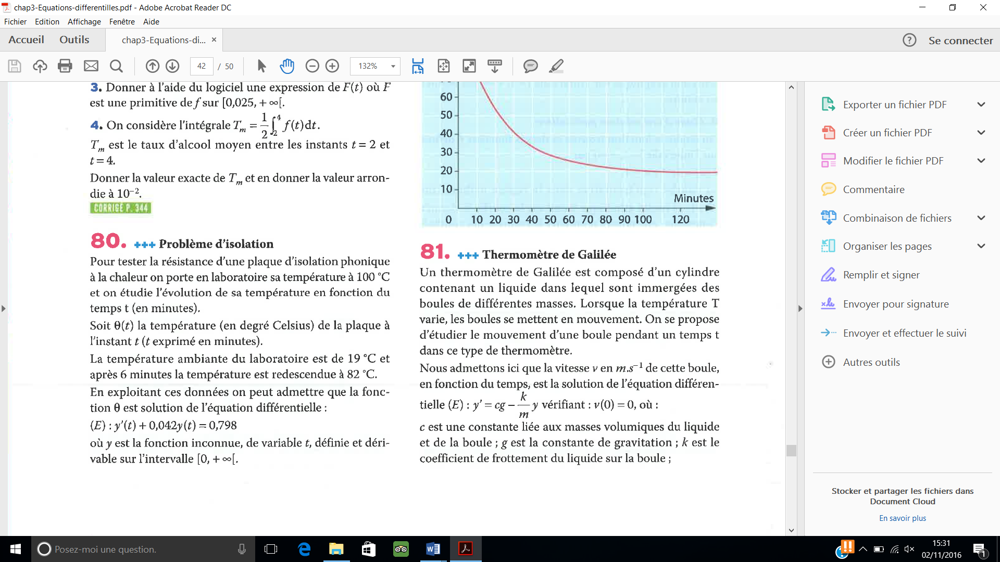 chap3-Equations-differentilles.pdf - Adobe Acrobat Reader DC
Fichier Edition Affichage Fenêtre Aide
Accueil Outils chap3-Equations-di... × ? Se connecter
42 / 50 132%
3. Donner à l'aide du logiciel une expression de F(t) où F
est une primitive de f sur [0,025, + ∞[.
4. On considère l'intégrale Tm = 1/2 ∫₂⁴ f(t)dt.
Tm est le taux d'alcool moyen entre les instants t = 2 et
t = 4.
Donner la valeur exacte de Tm et en donner la valeur arron-
die à 10⁻².
CORRIGÉ P. 344
80. +++ Problème d'isolation
Pour tester la résistance d'une plaque d'isolation phonique
à la chaleur on porte en laboratoire sa température à 100 °C
et on étudie l'évolution de sa température en fonction du
temps t (en minutes).
Soit θ(t) la température (en degré Celsius) de la plaque à
l'instant t (t exprimé en minutes).
La température ambiante du laboratoire est de 19 °C et
après 6 minutes la température est redescendue à 82 °C.
En exploitant ces données on peut admettre que la fonc-
tion θ est solution de l'équation différentielle :
(E) : y'(t) + 0,042y(t) = 0,798
où y est la fonction inconnue, de variable t, définie et déri-
vable sur l'intervalle [0, + ∞[.
60
50
40
30
20
10
Minutes
0 10 20 30 40 50 60 70 80 90 100 120
81. +++ Thermomètre de Galilée
Un thermomètre de Galilée est composé d'un cylindre
contenant un liquide dans lequel sont immergées des
boules de différentes masses. Lorsque la température T
varie, les boules se mettent en mouvement. On se propose
d'étudier le mouvement d'une boule pendant un temps t
dans ce type de thermomètre.
Nous admettons ici que la vitesse v en m.s⁻¹ de cette boule,
en fonction du temps, est la solution de l'équation différen-
tielle (E) : y' = cg – k/m y vérifiant : v(0) = 0, où :
c est une constante liée aux masses volumiques du liquide
et de la boule ; g est la constante de gravitation ; k est le
coefficient de frottement du liquide sur la boule ;
Exporter un fichier PDF
Créer un fichier PDF
Modifier le fichier PDF
Commentaire
Combinaison de fichiers
Organiser les pages
Remplir et signer
Envoyer pour signature
Envoyer et effectuer le suivi
Autres outils
Stocker et partager les fichiers dans
Document Cloud
En savoir plus
Posez-moi une question.
15:31
02/11/2016
1